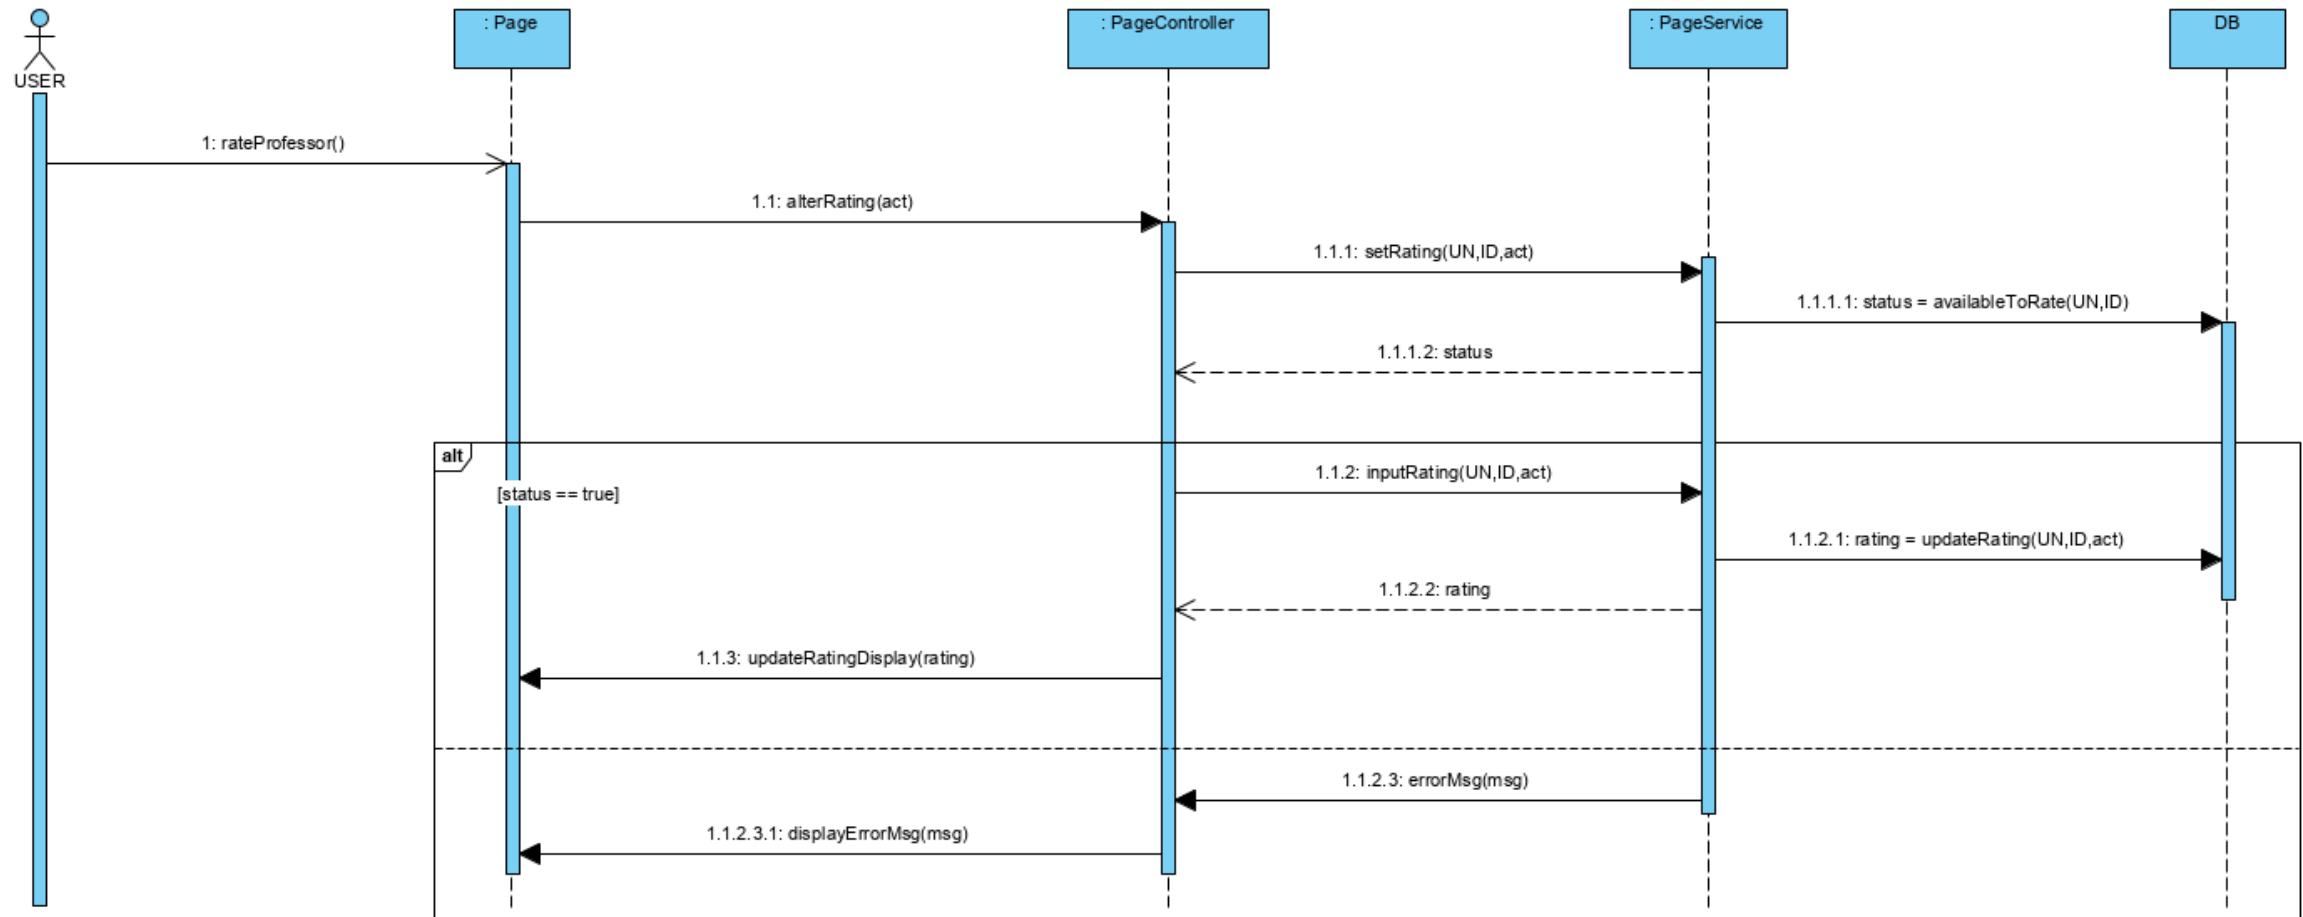 : Page
: PageController
: PageService
DB
USER
1: rateProfessor()
1.1: alterRating(act)
1.1.1: setRating(UN,ID,act)
1.1.1.1: status = availableToRate(UN,ID)
1.1.1.2: status
alt
[status == true]
1.1.2: inputRating(UN,ID,act)
1.1.2.1: rating = updateRating(UN,ID,act)
1.1.2.2: rating
1.1.3: updateRatingDisplay(rating)
1.1.2.3: errorMsg(msg)
1.1.2.3.1: displayErrorMsg(msg)